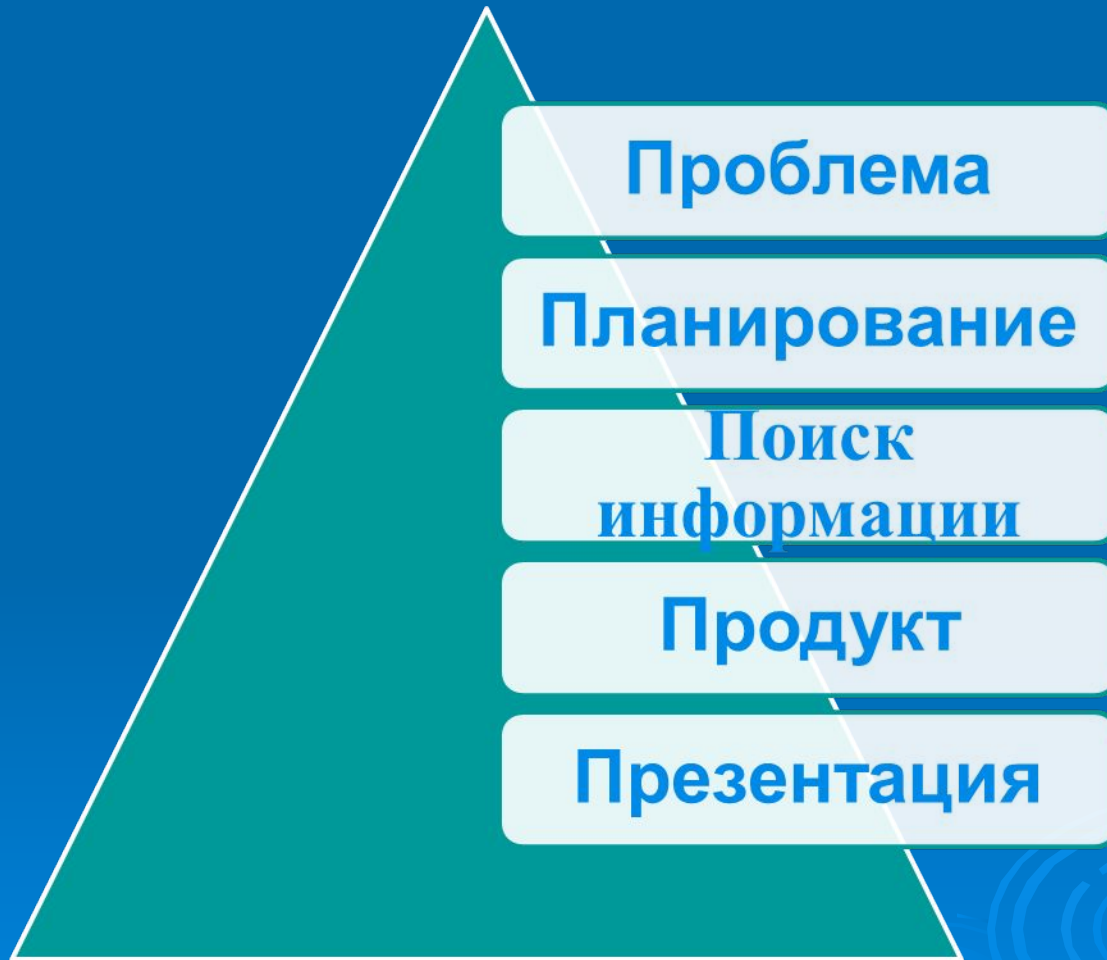 Проблема
Планирование
Поиск
информации
Продукт
Презентация